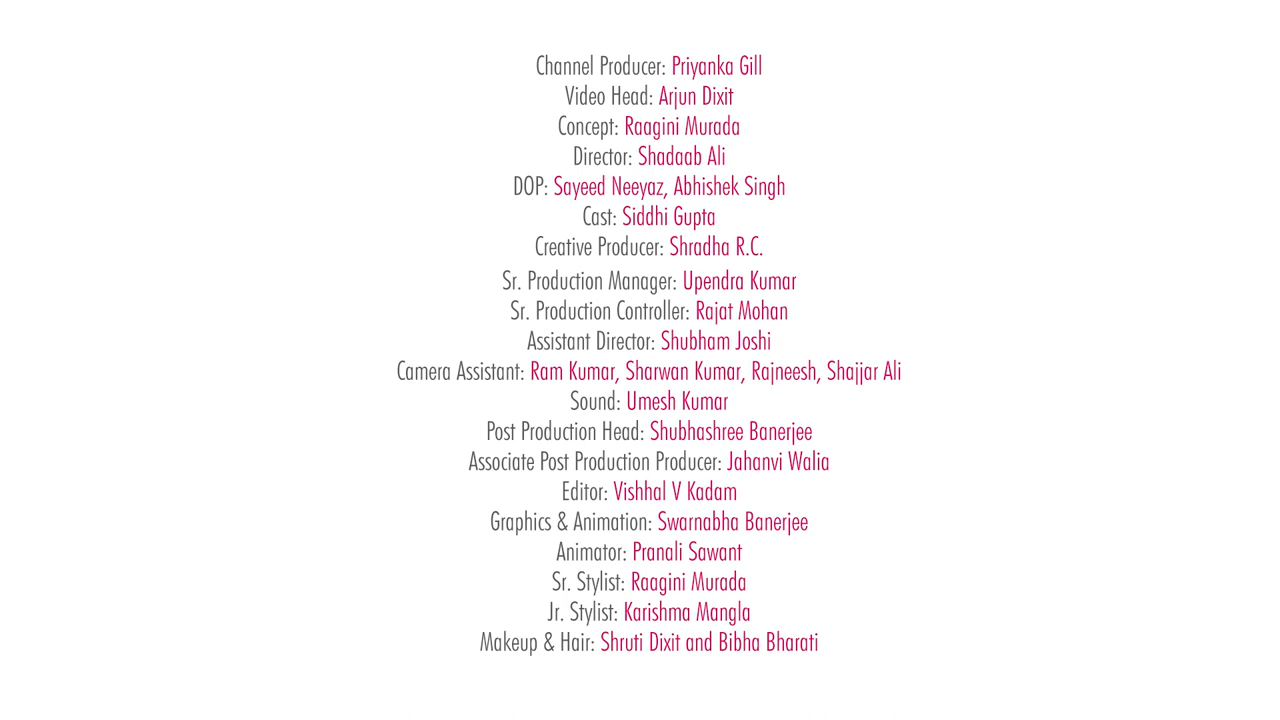 Channel Producer: Priyanka Gill
Video Head: Arjun Dixit
Concept: Raagini Murada
Director: Shadaab Ali
DOP: Sayeed Neeyaz, Abhishek Singh
Cast: Siddhi Gupta
Creative Producer: Shradha R.C.
Sr. Production Manager: Upendra Kumar
Sr. Production Controller: Rajat Mohan
Assistant Director: Shubham Joshi
Camera Assistant: Ram Kumar, Sharwan Kumar, Rajneesh, Shajjar Ali
Sound: Umesh Kumar
Post Production Head: Shubhashree Banerjee
Associate Post Production Producer: Jahanvi Walia
Editor: Vishhal V Kadam
Graphics & Animation: Swarnabha Banerjee
Animator: Pranali Sawant
Sr. Stylist: Raagini Murada
Jr. Stylist: Karishma Mangla
Makeup & Hair: Shruti Dixit and Bibha Bharati